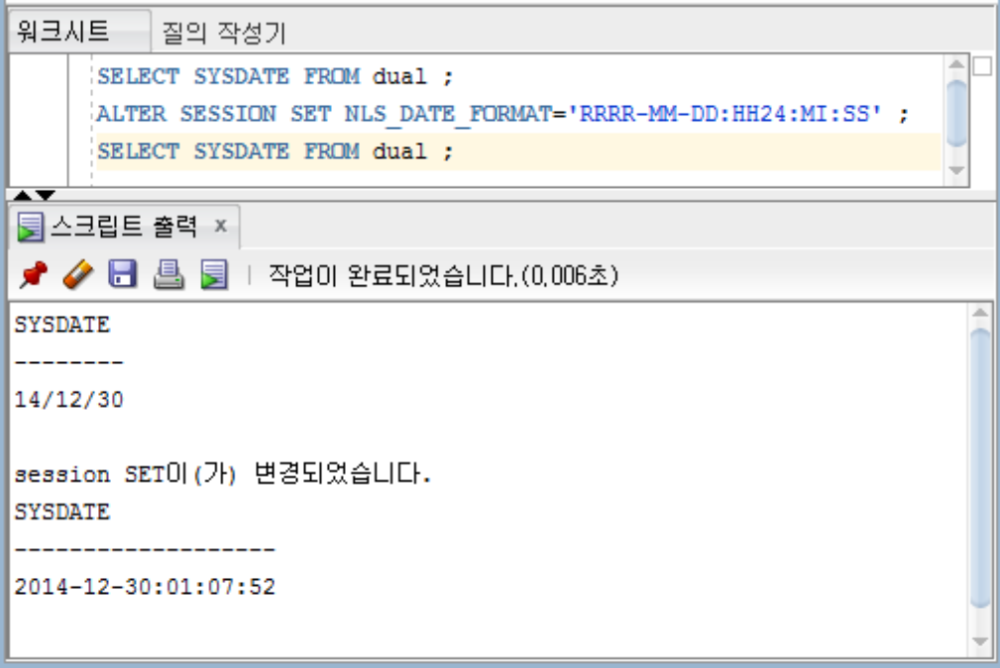 워크시트 질의 작성기
SELECT SYSDATE FROM dual ;
ALTER SESSION SET NLS_DATE_FORMAT='RRRR-MM-DD:HH24:MI:SS' ;
SELECT SYSDATE FROM dual ;
스크립트 출력 x
작업이 완료되었습니다.(0,006초)
SYSDATE
--------
14/12/30
session SET이(가) 변경되었습니다.
SYSDATE
-------------------
2014-12-30:01:07:52